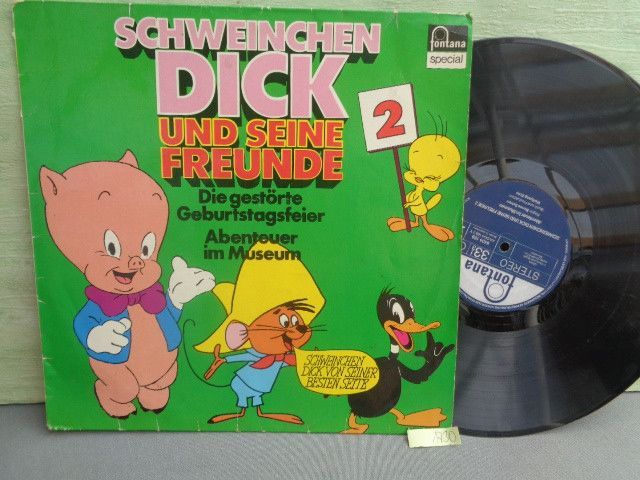 SCHWEINCHEN
DICK
UND SEINE
FREUNDE
Die gestörte
Geburtstagsfeier
Abenteuer
im Museum
fontana
special
2
SCHWEINCHEN
DICK VON SEINER
BESTEN SEITE
fontana
STEREO
33